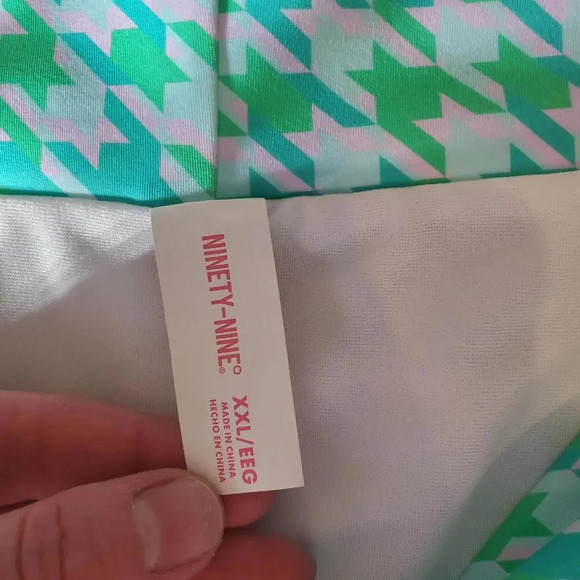 NINETY-NINE°®
XXL/EEG
MADE IN CHINA
HECHO EN CHINA